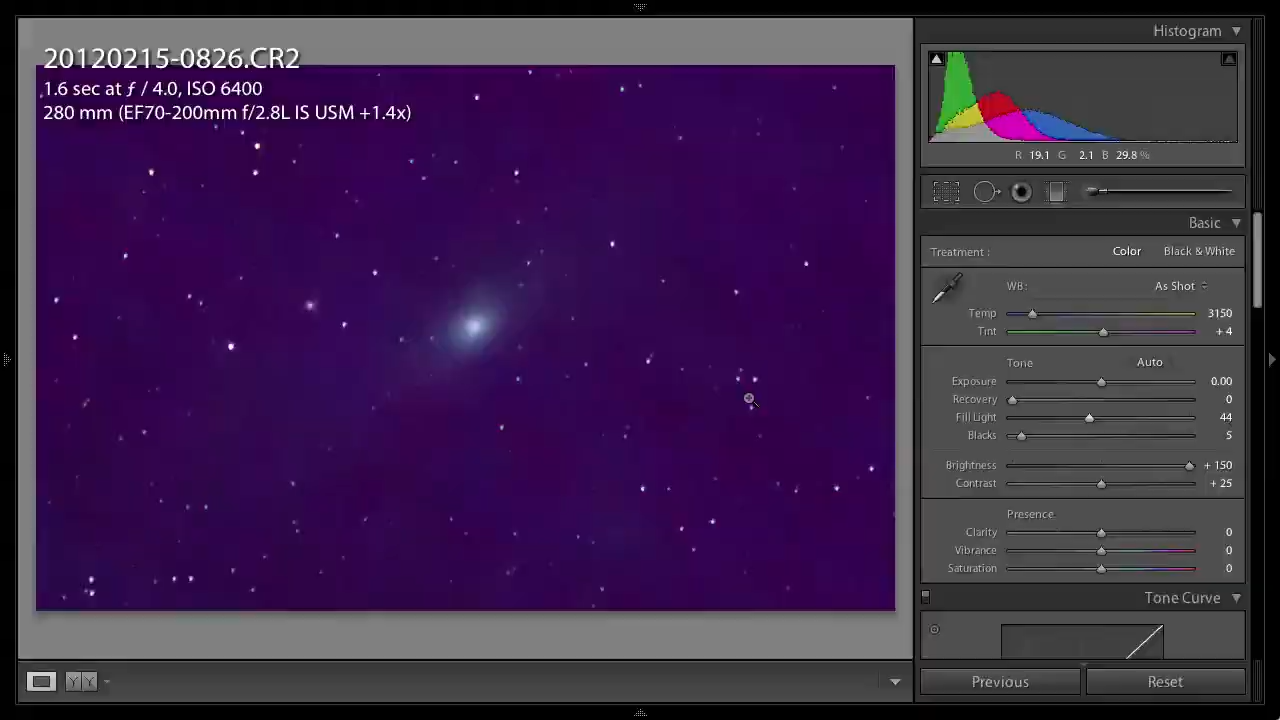 20120215-0826.CR2
1.6 sec at ƒ / 4.0, ISO 6400
280 mm (EF70-200mm f/2.8L IS USM +1.4x)
Histogram
R 19.1 G 2.1 B 29.8 %
Basic
Treatment : Color Black & White
WB: As Shot
Temp 3150
Tint + 4
Tone Auto
Exposure 0.00
Recovery 0
Fill Light 44
Blacks 5
Brightness + 150
Contrast + 25
Presence
Clarity 0
Vibrance 0
Saturation 0
Tone Curve
Y Y
Previous Reset